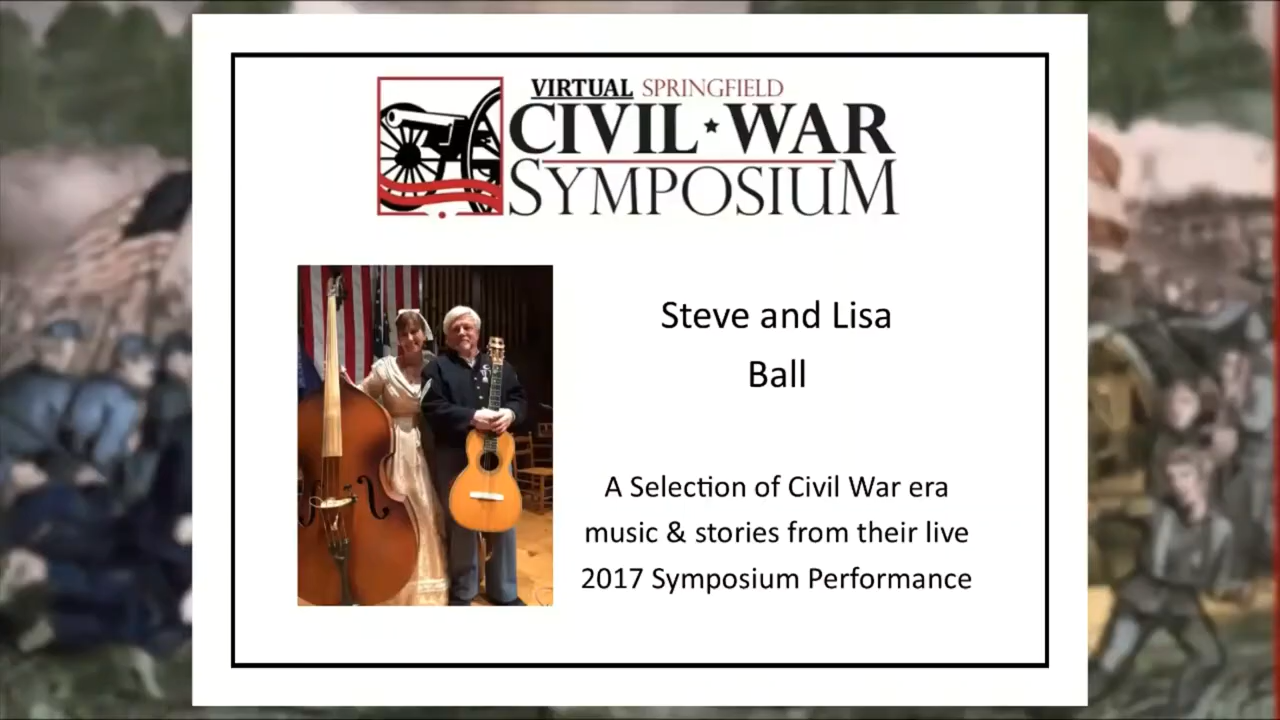 VIRTUAL SPRINGFIELD
CIVIL★WAR
SYMPOSIUM
Steve and Lisa
Ball
A Selection of Civil War era
music & stories from their live
2017 Symposium Performance